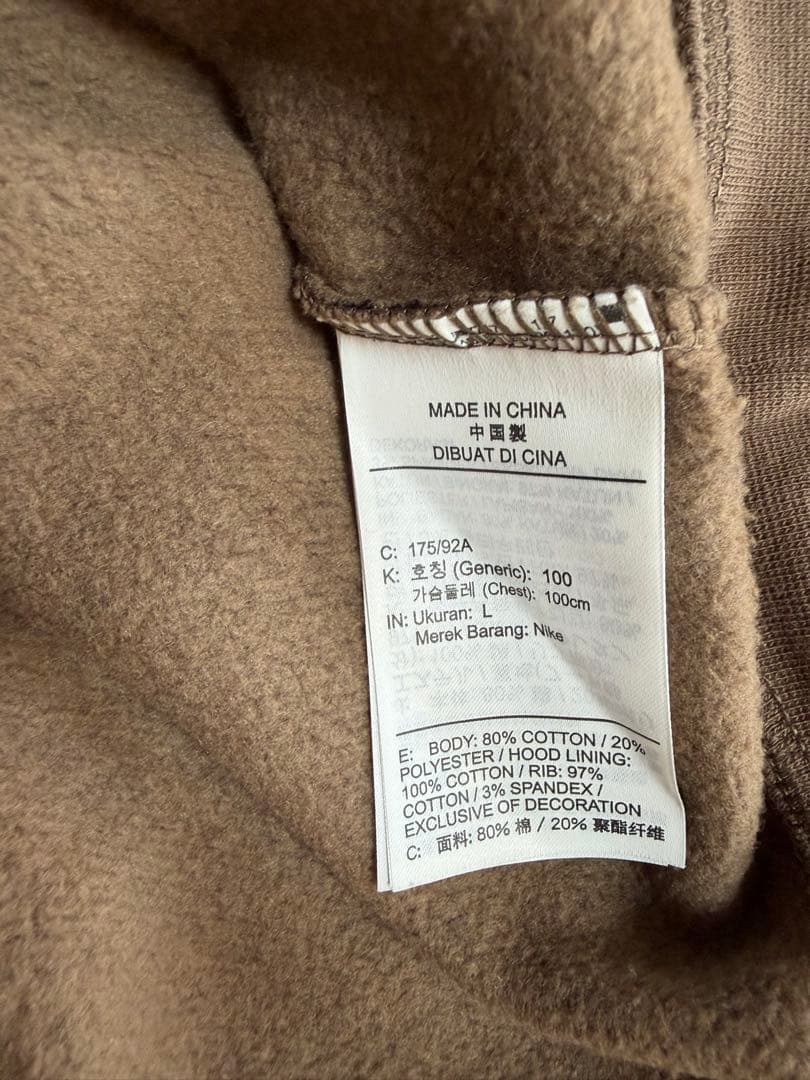 MADE IN CHINA
中国製
DIBUAT DI CINA
C: 175/92A
K: 호칭 (Generic): 100
가슴둘레 (Chest): 100cm
IN: Ukuran: L
Merek Barang: Nike
E: BODY: 80% COTTON / 20%
POLYESTER / HOOD LINING:
100% COTTON / RIB: 97%
COTTON / 3% SPANDEX /
EXCLUSIVE OF DECORATION
C: 面料: 80% 棉 / 20% 聚酯纤维